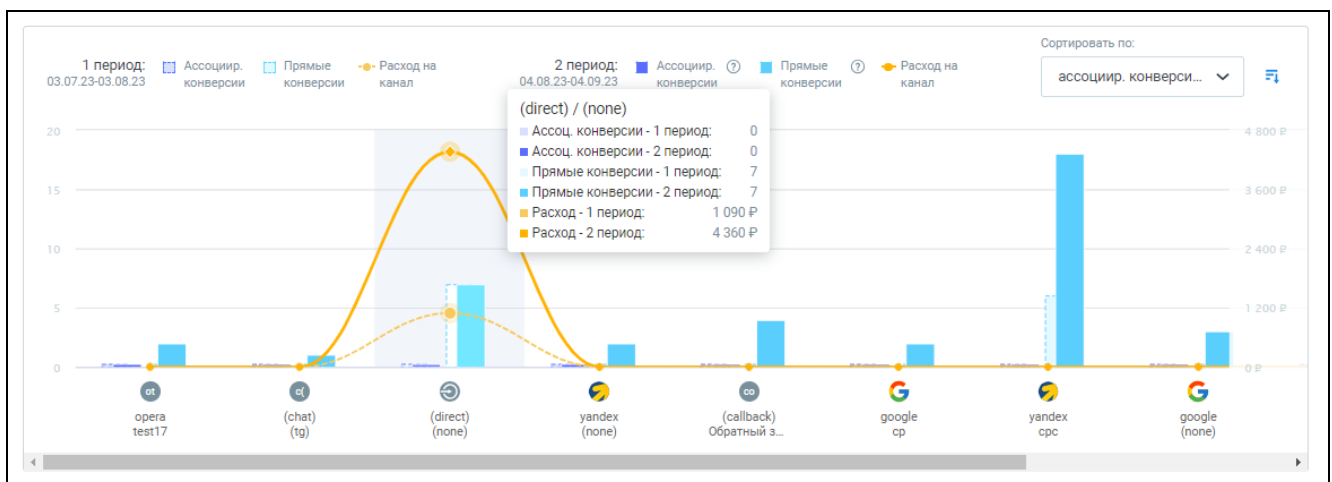 Сортировать по:
1 период:
03.07.23-03.08.23
Ассоциир.
конверсии
Прямые
конверсии
Расход на
канал
2 период:
04.08.23-04.09.23
Ассоциир. ?
конверсии
Прямые ?
конверсии
Расход на
канал
ассоциир. конверси...
(direct) / (none)
Ассоц. конверсии - 1 период: 0
Ассоц. конверсии - 2 период: 0
Прямые конверсии - 1 период: 7
Прямые конверсии - 2 период: 7
Расход - 1 период: 1 090 ₽
Расход - 2 период: 4 360 ₽
20 4 800 ₽
15 3 600 ₽
10 2 400 ₽
5 1 200 ₽
0 0 ₽
ot
opera
test17
c(
(chat)
(tg)
(direct)
(none)
yandex
(none)
co
(callback)
Обратный з...
G
google
cp
yandex
cpc
G
google
(none)